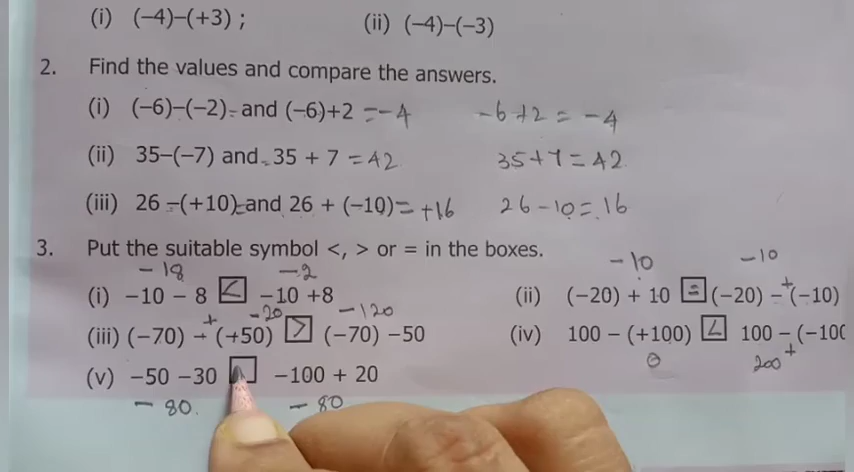 (i) (−4)−(+3) ; (ii) (−4)−(−3)
2. Find the values and compare the answers.
(i) (−6)−(−2)= and (−6)+2 = −4 −6+2 = −4
(ii) 35−(−7) and = 35 + 7 = 42 35+7 = 42
(iii) 26 −(+10)= and 26 + (−10)= +16 26−10 = 16
3. Put the suitable symbol <, > or = in the boxes.
−18 −2 −10 −10
(i) −10 − 8 < −10 +8 (ii) (−20) + 10 = (−20) − + (−10)
+ −20 −120
(iii) (−70) − (+50) > (−70) −50 (iv) 100 − (+100) < 100 − (−100
0 200 +
(v) −50 −30 −100 + 20
−80. −80